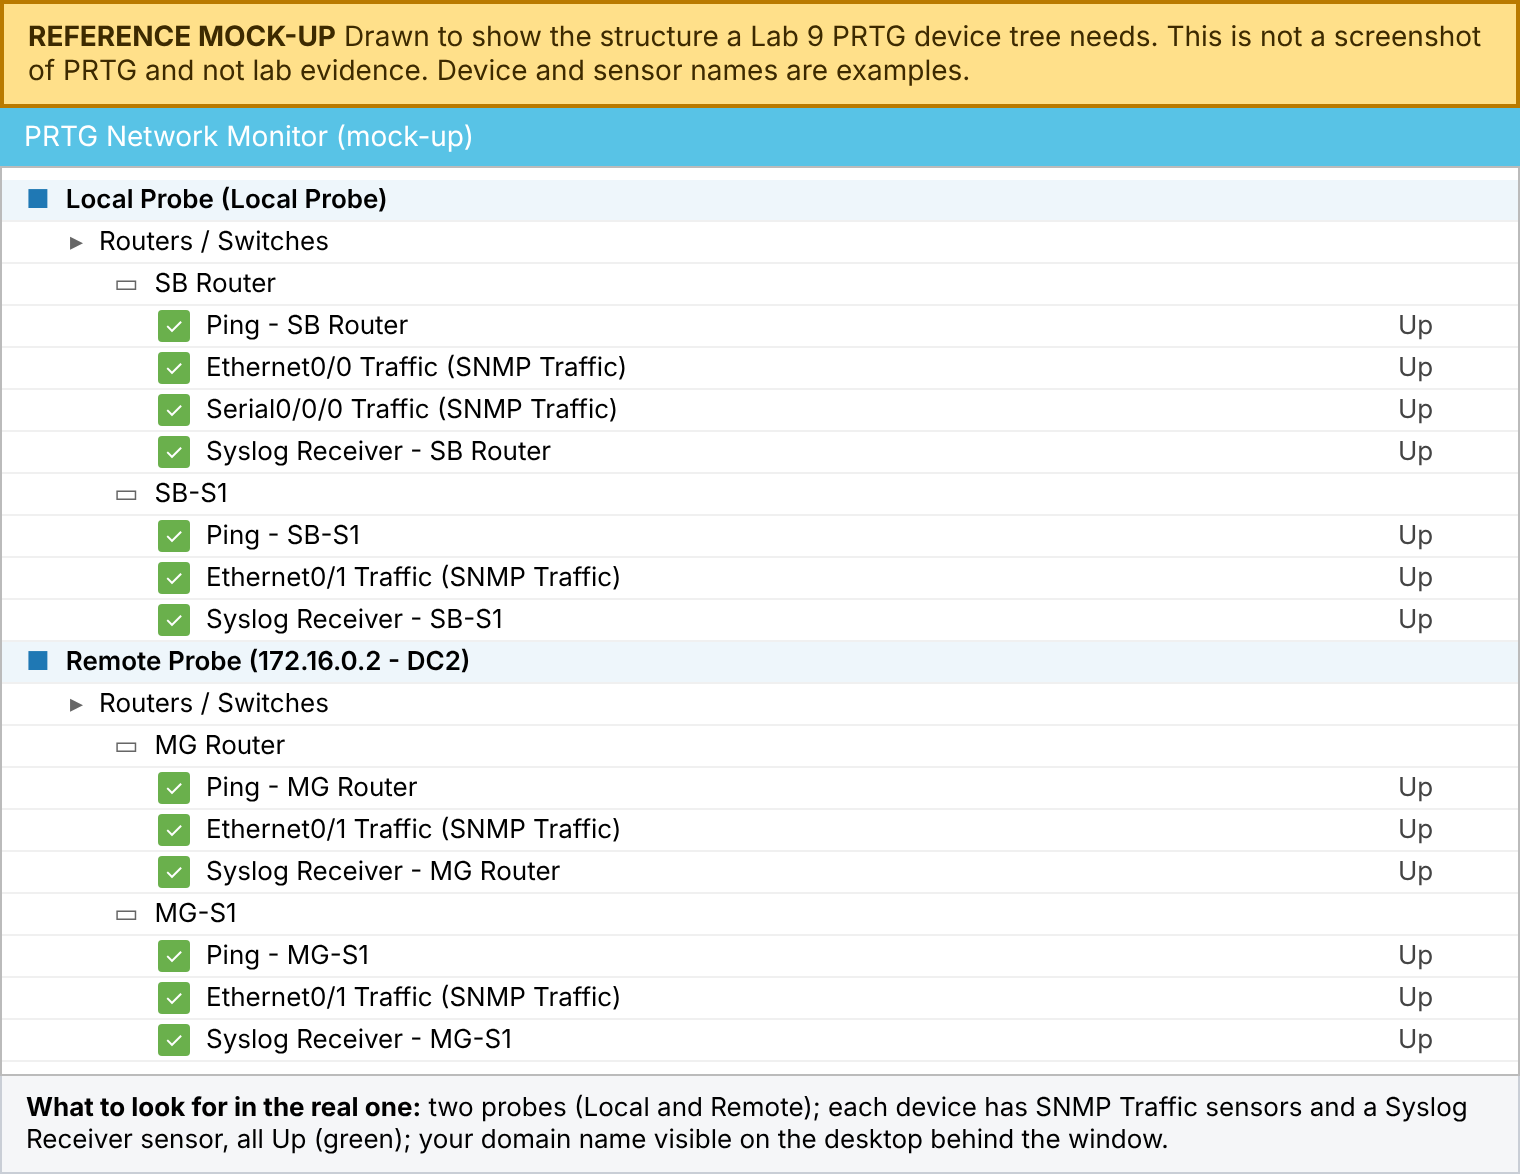 REFERENCE MOCK-UP Drawn to show the structure a Lab 9 PRTG device tree needs. This is not a screenshot
of PRTG and not lab evidence. Device and sensor names are examples.
PRTG Network Monitor (mock-up)
Local Probe (Local Probe)
Routers / Switches
SB Router
Ping - SB Router Up
Ethernet0/0 Traffic (SNMP Traffic) Up
Serial0/0/0 Traffic (SNMP Traffic) Up
Syslog Receiver - SB Router Up
SB-S1
Ping - SB-S1 Up
Ethernet0/1 Traffic (SNMP Traffic) Up
Syslog Receiver - SB-S1 Up
Remote Probe (172.16.0.2 - DC2)
Routers / Switches
MG Router
Ping - MG Router Up
Ethernet0/1 Traffic (SNMP Traffic) Up
Syslog Receiver - MG Router Up
MG-S1
Ping - MG-S1 Up
Ethernet0/1 Traffic (SNMP Traffic) Up
Syslog Receiver - MG-S1 Up
What to look for in the real one: two probes (Local and Remote); each device has SNMP Traffic sensors and a Syslog
Receiver sensor, all Up (green); your domain name visible on the desktop behind the window.